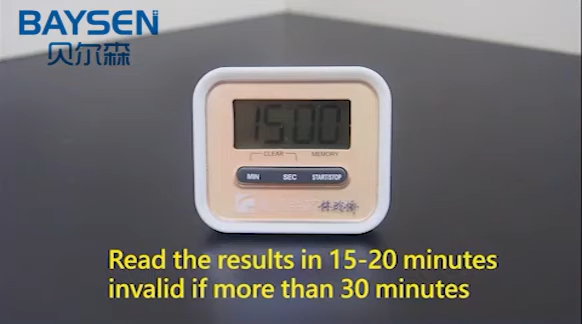 BAYSEN
贝尔森
15:00
CLEAR MEMORY
MIN SEC START/STOP
Read the results in 15-20 minutes
invalid if more than 30 minutes